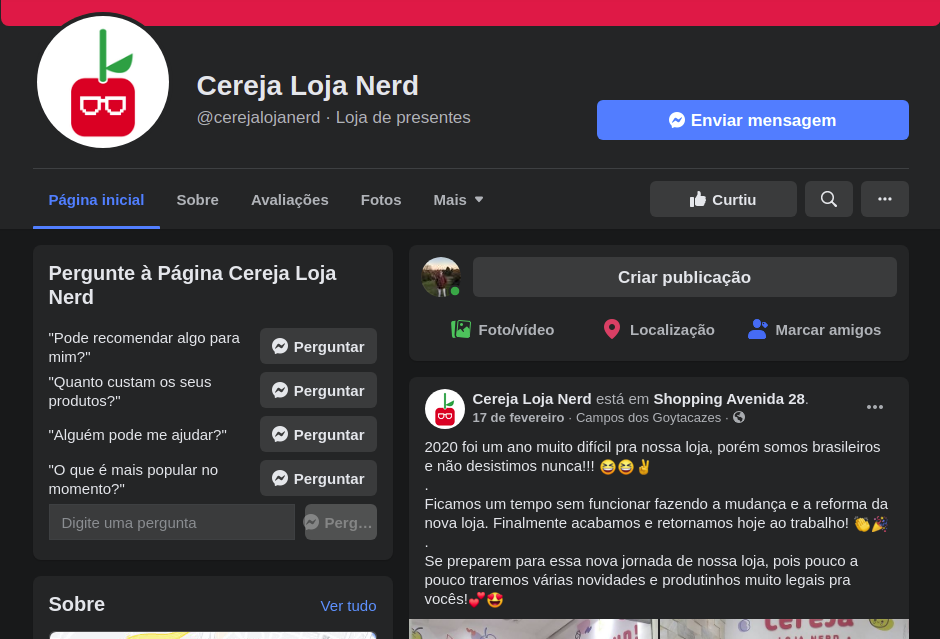 Cereja Loja Nerd
@cerejalojanerd · Loja de presentes
Enviar mensagem
Página inicial
Sobre
Avaliações
Fotos
Mais
Curtiu
Pergunte à Página Cereja Loja
Nerd
"Pode recomendar algo para
mim?"
Perguntar
"Quanto custam os seus
produtos?"
Perguntar
"Alguém pode me ajudar?"
Perguntar
"O que é mais popular no
momento?"
Perguntar
Digite uma pergunta
Perg...
Sobre
Ver tudo
Criar publicação
Foto/vídeo
Localização
Marcar amigos
Cereja Loja Nerd está em Shopping Avenida 28.
17 de fevereiro · Campos do Goytacazes ·
2020 foi um ano muito difícil pra nossa loja, porém somos brasileiros
e não desistimos nunca!!! 😆😆✌
.
Ficamos um tempo sem funcionar fazendo a mudança e a reforma da
nova loja. Finalmente acabamos e retornamos hoje ao trabalho! 👏🎉
.
Se preparem para essa nova jornada de nossa loja, pois pouco a
pouco traremos várias novidades e produtinhos muito legais pra
vocês!💕😍
cereja
LOJA NERD